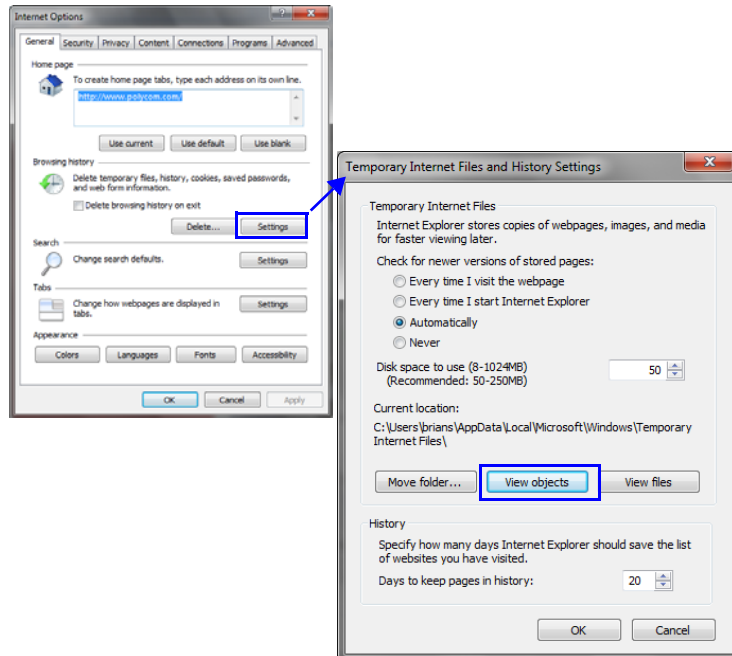 Internet Options
General Security Privacy Content Connections Programs Advanced
Home page
To create home page tabs, type each address on its own line.
http://www.polycom.com/
Use current Use default Use blank
Browsing history
Delete temporary files, history, cookies, saved passwords,
and web form information.
Delete browsing history on exit
Delete... Settings
Search
Change search defaults.
Settings
Tabs
Change how webpages are displayed in
tabs.
Settings
Appearance
Colors Languages Fonts Accessibility
OK Cancel Apply
Temporary Internet Files and History Settings
Temporary Internet Files
Internet Explorer stores copies of webpages, images, and media
for faster viewing later.
Check for newer versions of stored pages:
Every time I visit the webpage
Every time I start Internet Explorer
Automatically
Never
Disk space to use (8-1024MB)
(Recommended: 50-250MB)
50
Current location:
C:\Users\brians\AppData\Local\Microsoft\Windows\Temporary
Internet Files\
Move folder... View objects View files
History
Specify how many days Internet Explorer should save the list
of websites you have visited.
Days to keep pages in history: 20
OK Cancel